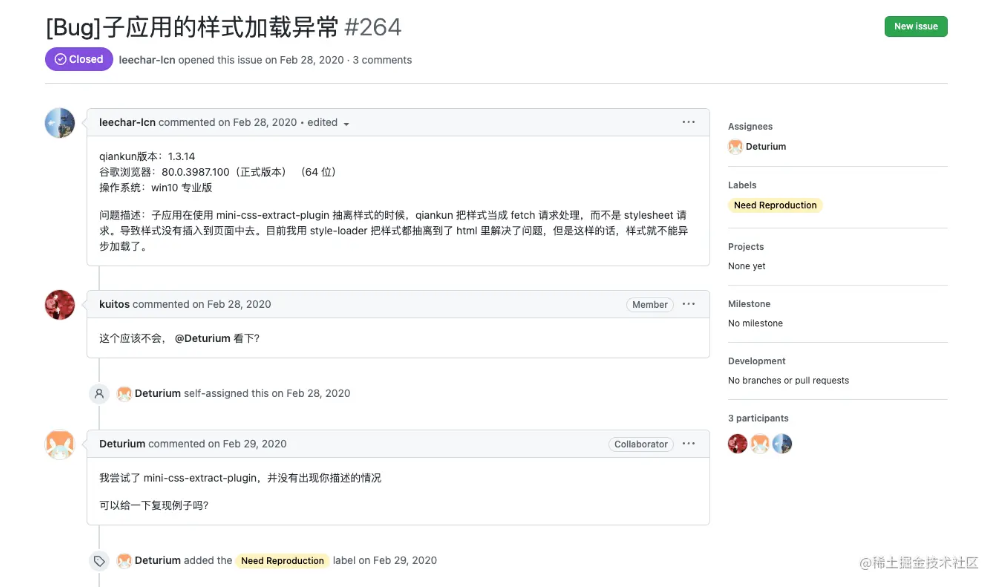 [Bug]子应用的样式加载异常 #264
New issue
Closed leechar-lcn opened this issue on Feb 28, 2020 · 3 comments
leechar-lcn commented on Feb 28, 2020 • edited
qiankun版本：1.3.14
谷歌浏览器：80.0.3987.100（正式版本） （64 位）
操作系统：win10 专业版
问题描述：子应用在使用 mini-css-extract-plugin 抽离样式的时候，qiankun 把样式当成 fetch 请求处理，而不是 stylesheet 请
求。导致样式没有插入到页面中去。目前我用 style-loader 把样式都抽离到了 html 里解决了问题，但是这样的话，样式就不能异
步加载了。
kuitos commented on Feb 28, 2020 Member
这个应该不会， @Deturium 看下?
Deturium self-assigned this on Feb 28, 2020
Deturium commented on Feb 29, 2020 Collaborator
我尝试了 mini-css-extract-plugin，并没有出现你描述的情况
可以给一下复现例子吗?
Deturium added the Need Reproduction label on Feb 29, 2020
Assignees
Deturium
Labels
Need Reproduction
Projects
None yet
Milestone
No milestone
Development
No branches or pull requests
3 participants
@稀土掘金技术社区